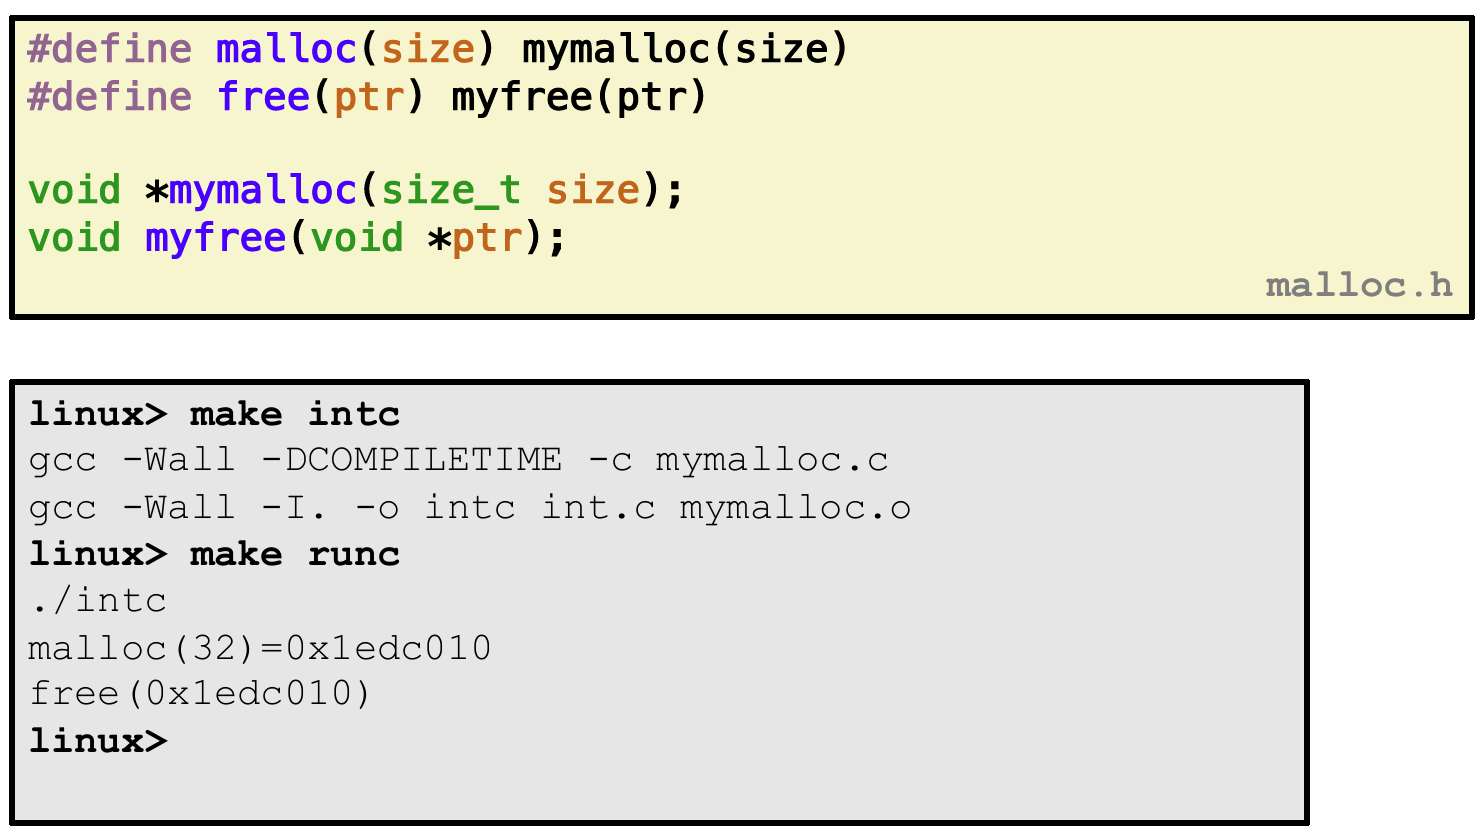 #define malloc(size) mymalloc(size)
#define free(ptr) myfree(ptr)
void *mymalloc(size_t size);
void myfree(void *ptr);
malloc.h
linux> make intc
gcc -Wall -DCOMPILETIME -c mymalloc.c
gcc -Wall -I. -o intc int.c mymalloc.o
linux> make runc
./intc
malloc(32)=0x1edc010
free(0x1edc010)
linux>